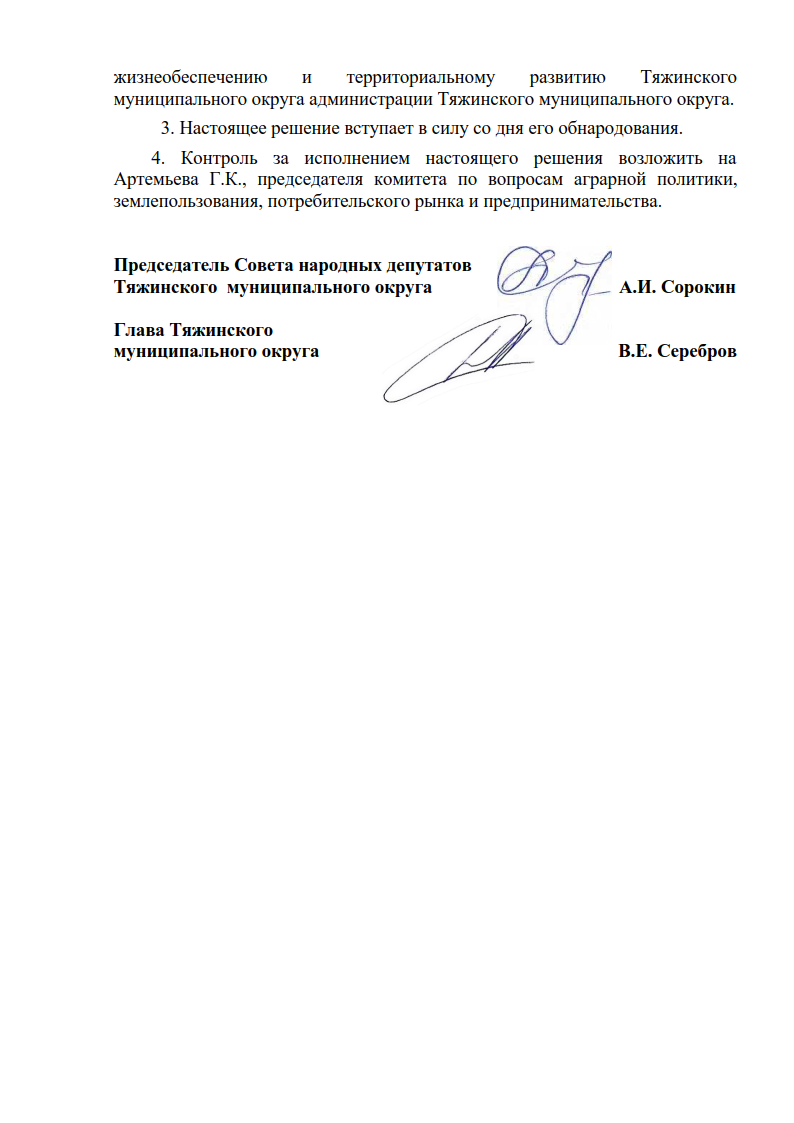 жизнеобеспечению и территориальному развитию Тяжинского
муниципального округа администрации Тяжинского муниципального округа.
3. Настоящее решение вступает в силу со дня его обнародования.
4. Контроль за исполнением настоящего решения возложить на
Артемьева Г.К., председателя комитета по вопросам аграрной политики,
землепользования, потребительского рынка и предпринимательства.
Председатель Совета народных депутатов
Тяжинского муниципального округа А.И. Сорокин
Глава Тяжинского
муниципального округа В.Е. Серебров